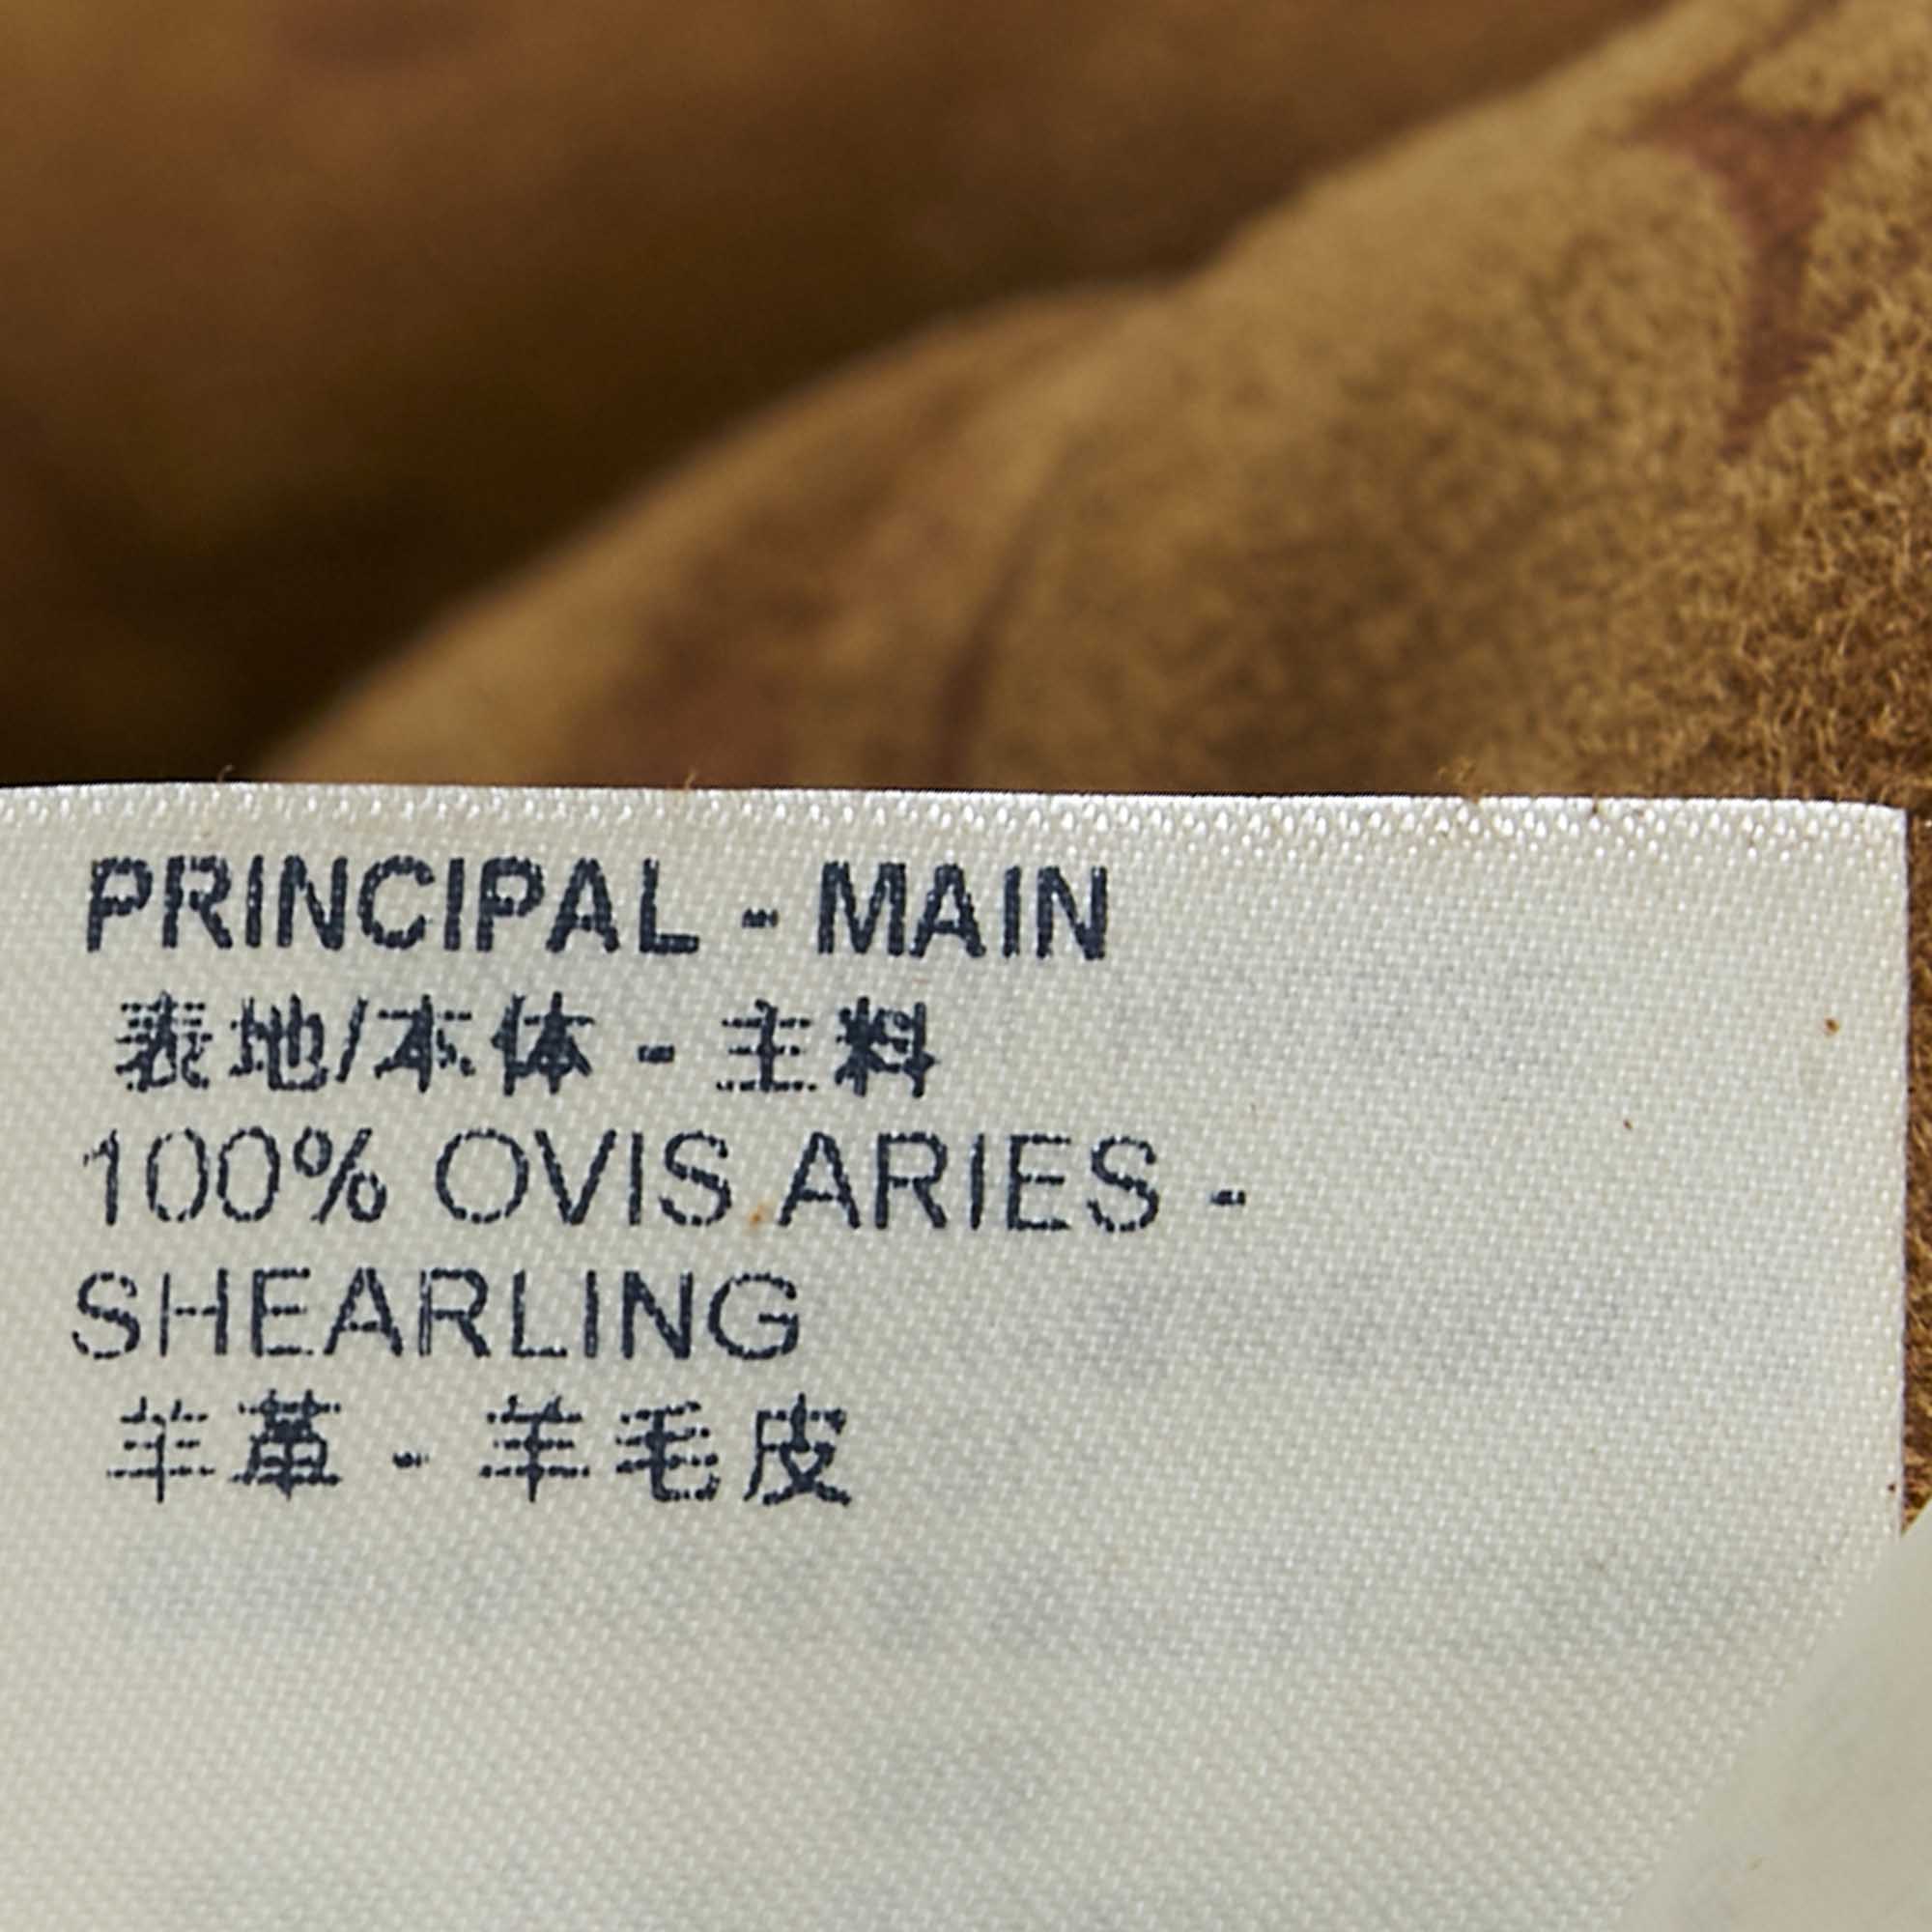 PRINCIPAL - MAIN
表地/本体 - 主料
100% OVIS ARIES -
SHEARLING
羊革 - 羊毛皮